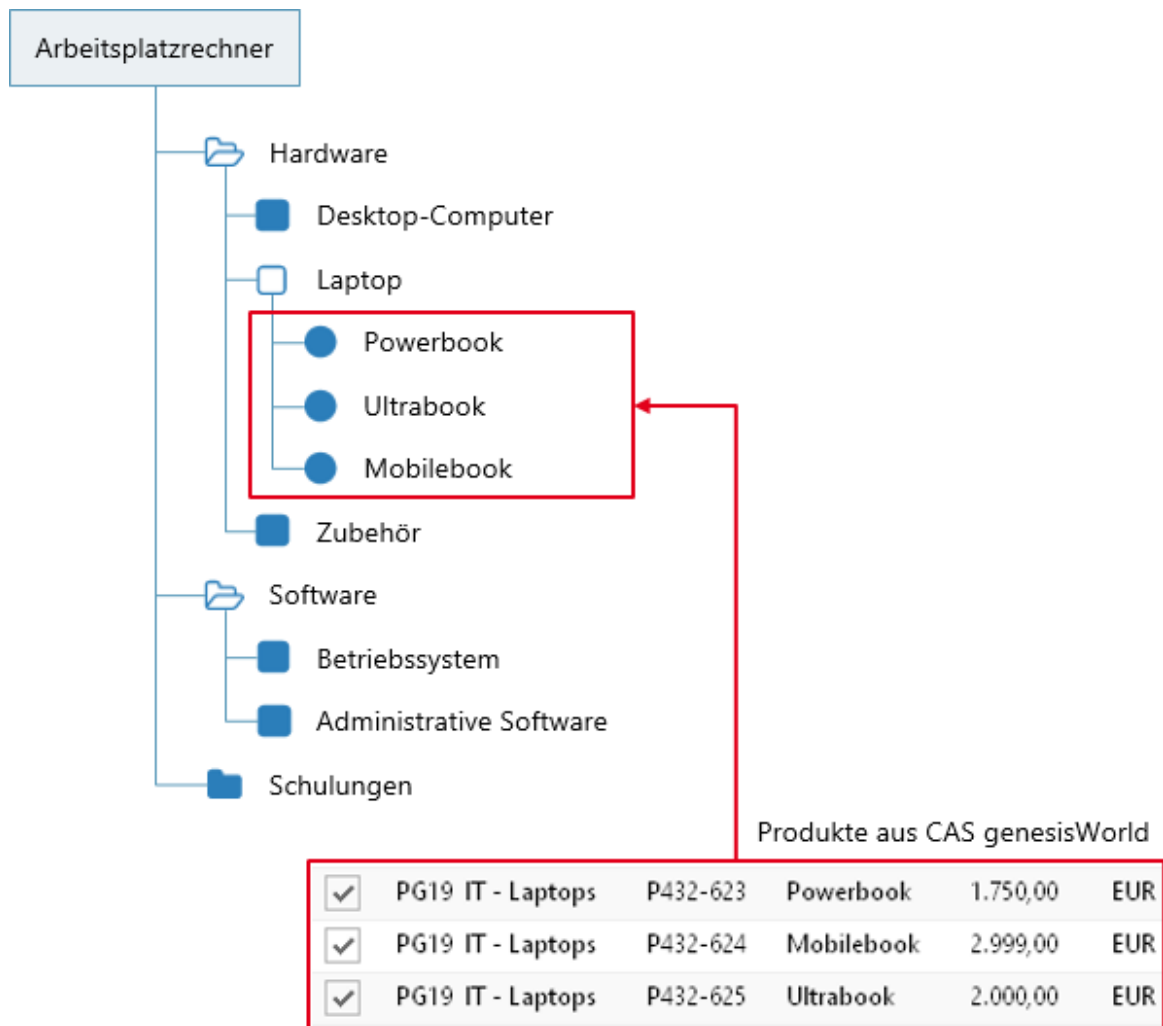 Arbeitsplatzrechner
Hardware
Desktop-Computer
Laptop
Powerbook
Ultrabook
Mobilebook
Zubehör
Software
Betriebssystem
Administrative Software
Schulungen
Produkte aus CAS genesisWorld
PG19 IT - Laptops P432-623 Powerbook 1.750,00 EUR
PG19 IT - Laptops P432-624 Mobilebook 2.999,00 EUR
PG19 IT - Laptops P432-625 Ultrabook 2.000,00 EUR